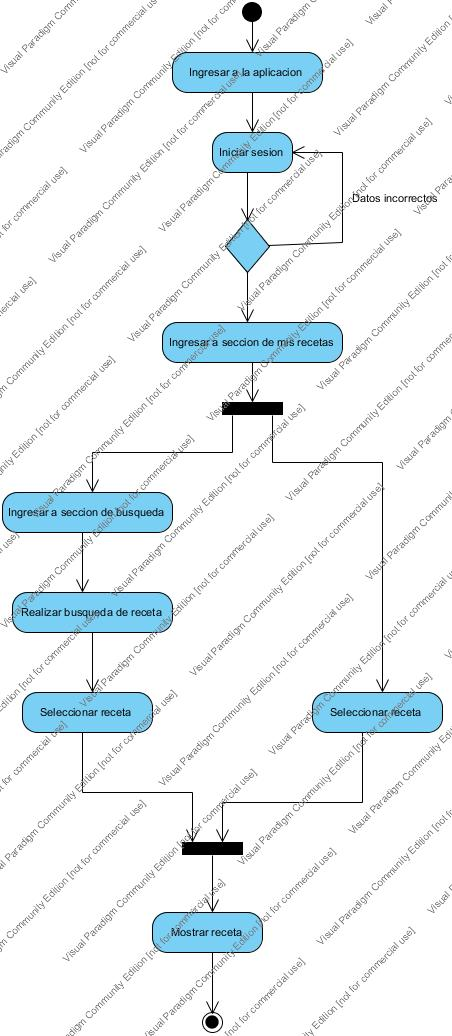 Ingresar a la aplicacion
Iniciar sesion
Datos incorrectos
Ingresar a seccion de mis recetas
Ingresar a seccion de busqueda
Realizar busqueda de receta
Seleccionar receta
Seleccionar receta
Mostrar receta
Visual Paradigm Community Edition [not for commercial use]